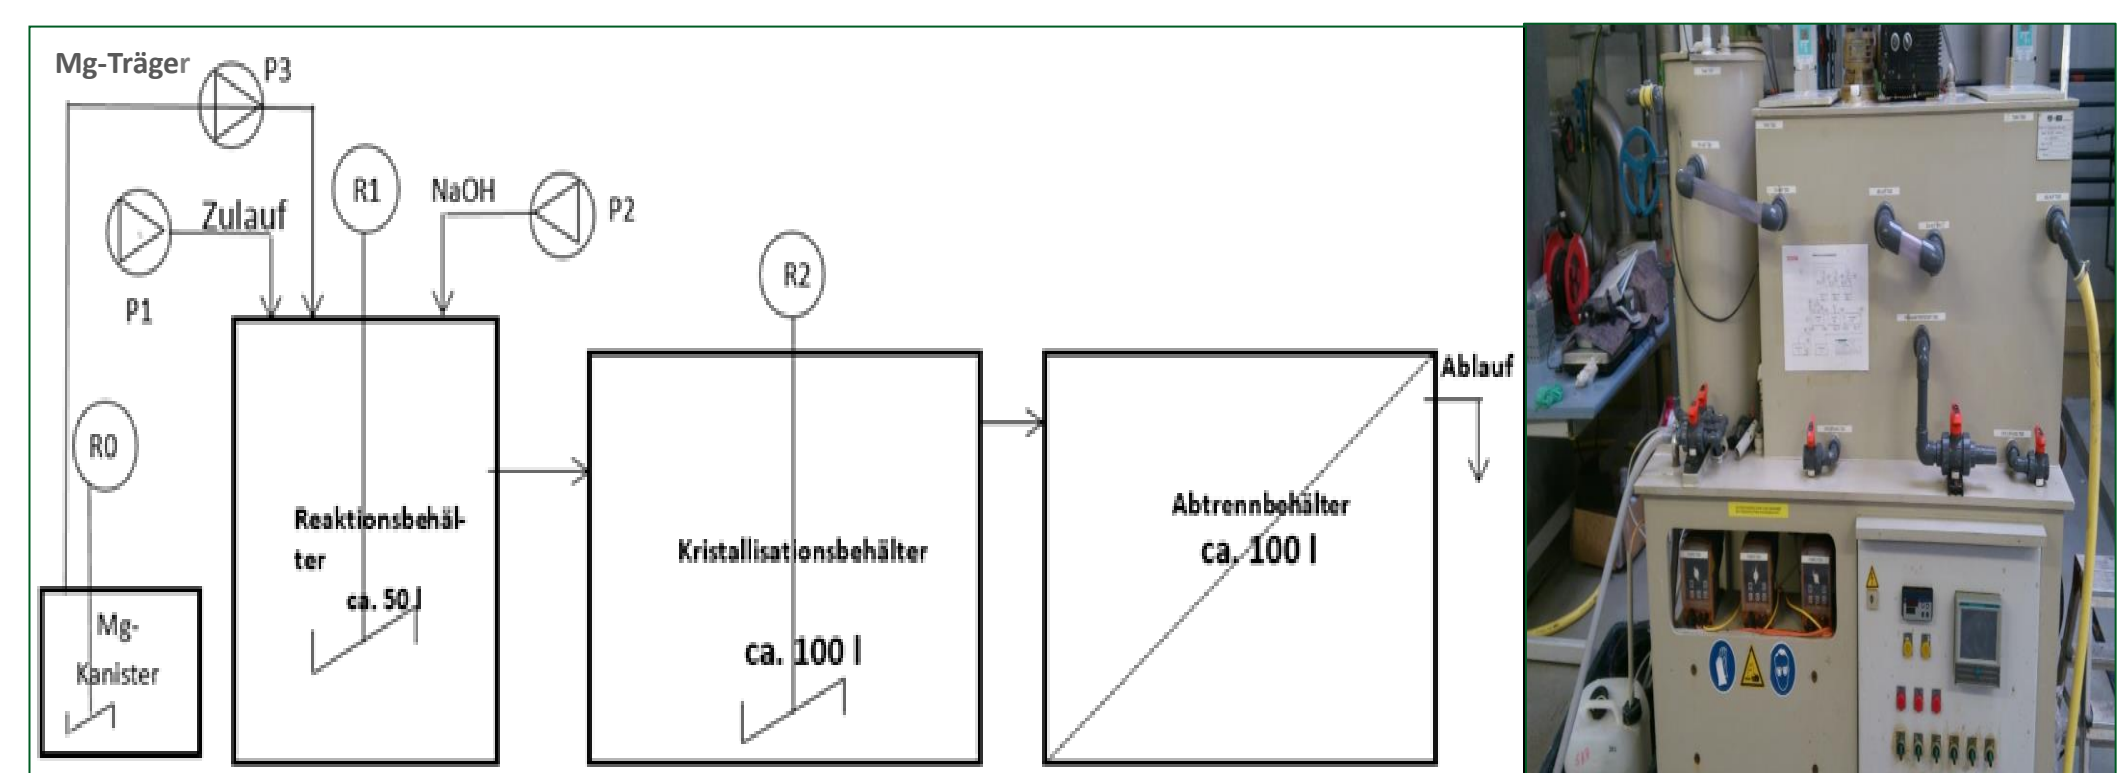 Mg-Träger
P3
R1
NaOH
P2
Zulauf
P1
R2
R0
Ablauf
Reaktionsbehäl-
ter
ca. 50 l
Kristallisationsbehälter
ca. 100 l
Abtrennbehälter
ca. 100 l
Mg-
Kanister